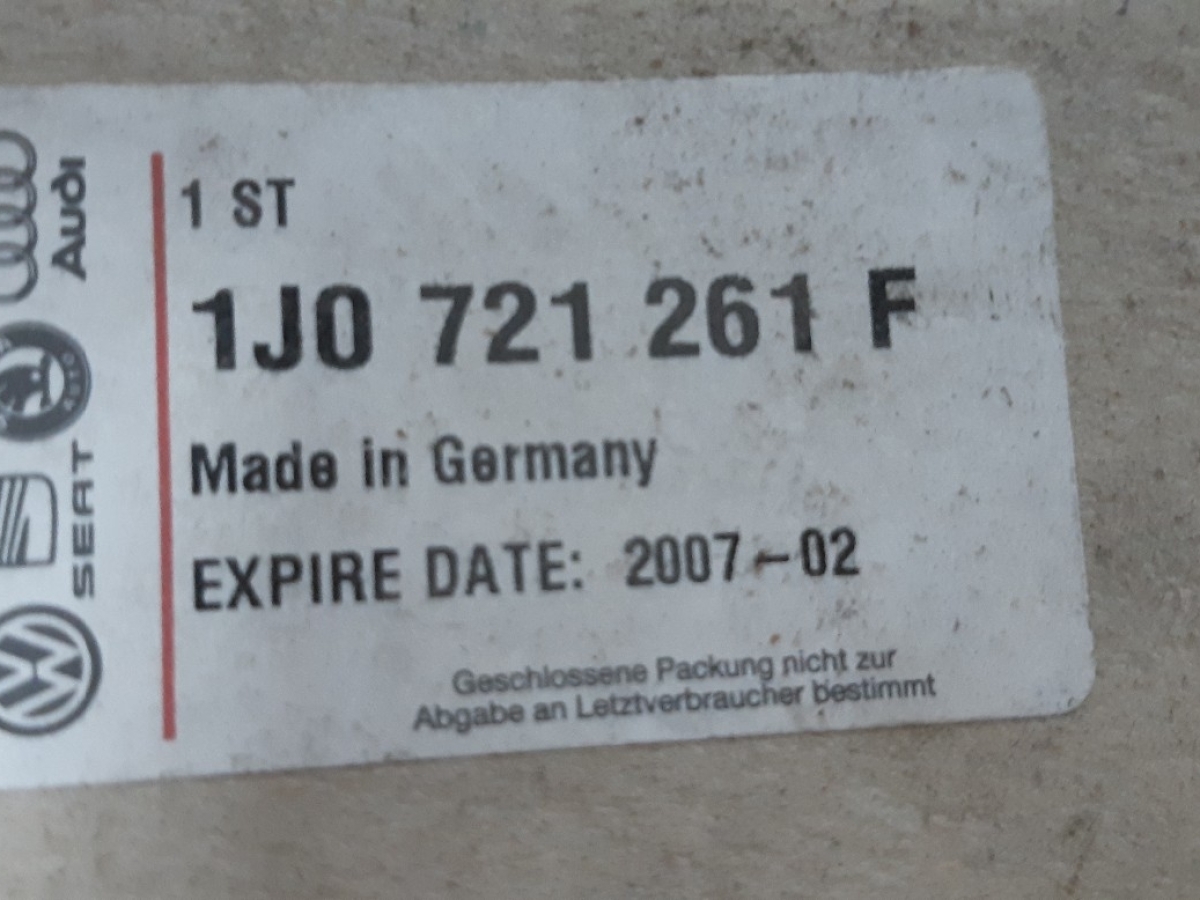 Audi
SEAT
1 ST
1J0 721 261 F
Made in Germany
EXPIRE DATE: 2007-02
Geschlossene Packung nicht zur
Abgabe an Letztverbraucher bestimmt